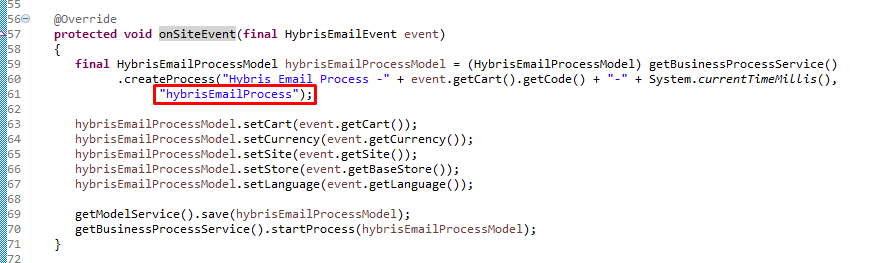 55
56 @Override
57 protected void onSiteEvent(final HybrisEmailEvent event)
58 {
59 final HybrisEmailProcessModel hybrisEmailProcessModel = (HybrisEmailProcessModel) getBusinessProcessService()
60 .createProcess("Hybris Email Process -" + event.getCart().getCode() + "-" + System.currentTimeMillis(),
61 "hybrisEmailProcess");
62
63 hybrisEmailProcessModel.setCart(event.getCart());
64 hybrisEmailProcessModel.setCurrency(event.getCurrency());
65 hybrisEmailProcessModel.setSite(event.getSite());
66 hybrisEmailProcessModel.setStore(event.getBaseStore());
67 hybrisEmailProcessModel.setLanguage(event.getLanguage());
68
69 getModelService().save(hybrisEmailProcessModel);
70 getBusinessProcessService().startProcess(hybrisEmailProcessModel);
71 }
72